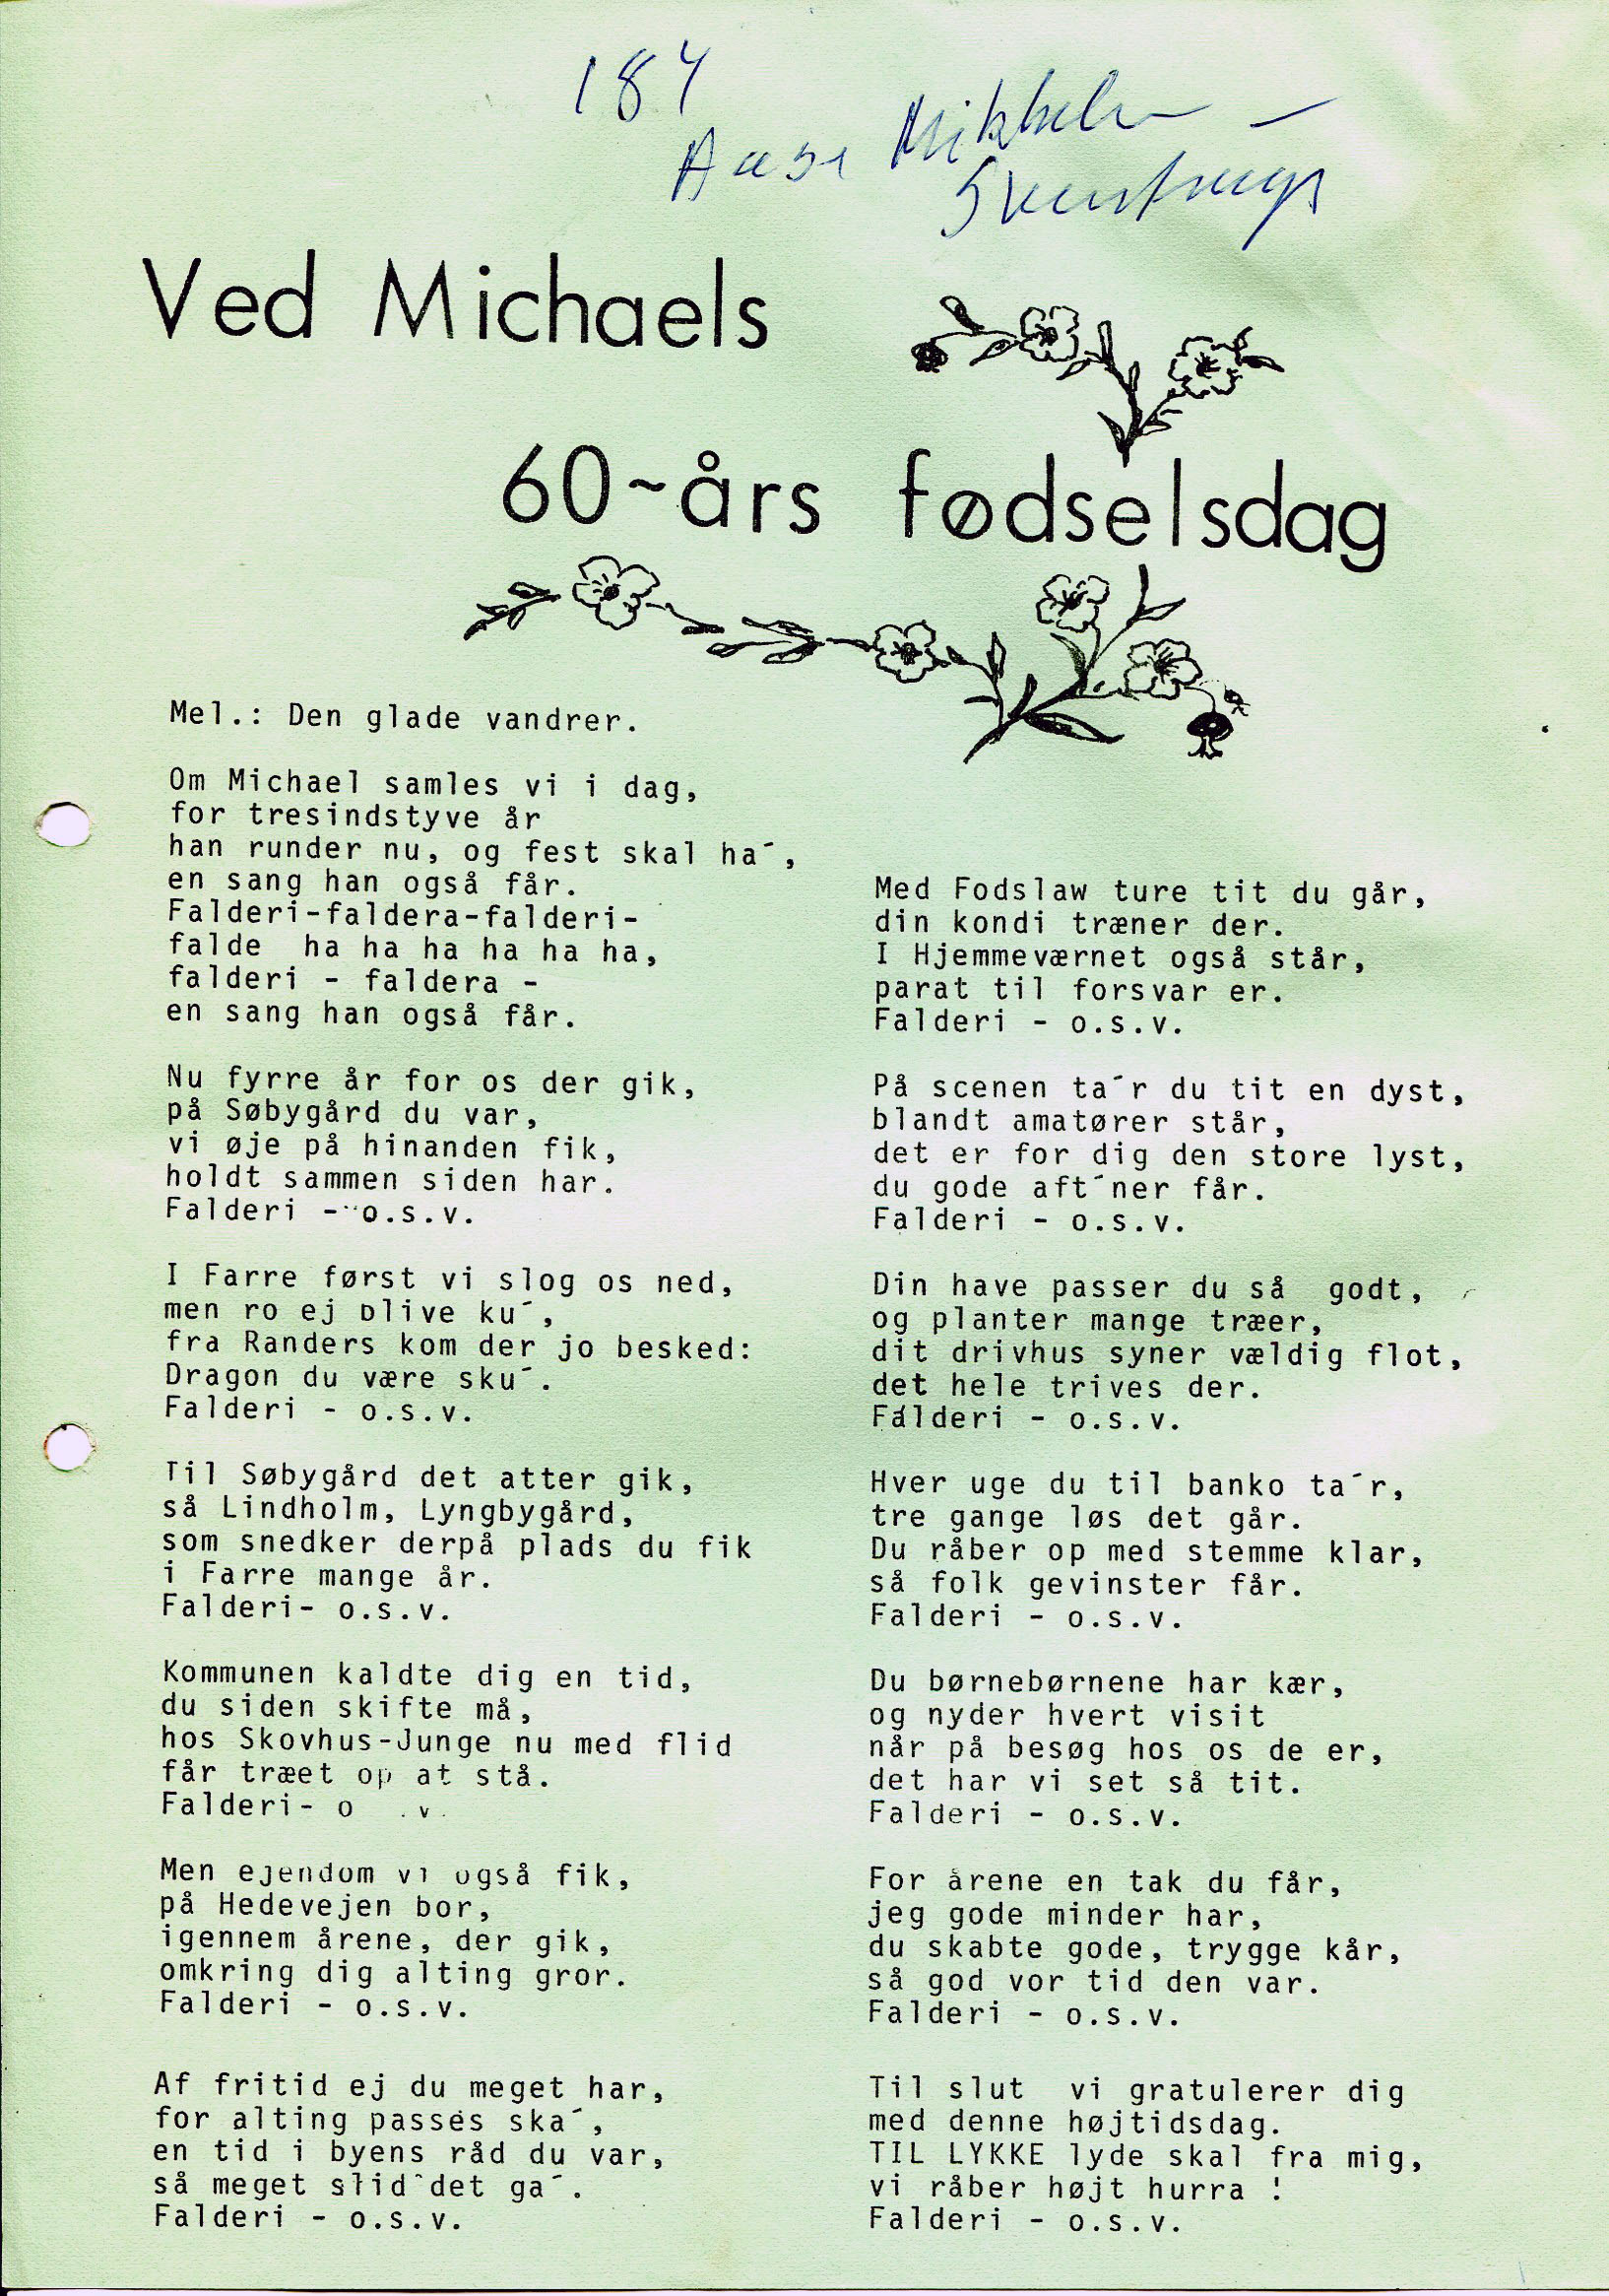 184
Aase Mikkelsen -
Svenstrup
Ved Michaels
60-års fødselsdag
Mel.: Den glade vandrer.
Om Michael samles vi i dag,
for tresindstyve år
han runder nu, og fest skal ha´,
en sang han også får.
Falderi-faldera-falderi-
falde  ha ha ha ha ha ha,
falderi - faldera -
en sang han også får.
Nu fyrre år for os der gik,
på Søbygård du var,
vi øje på hinanden fik,
holdt sammen siden har.
Falderi - o.s.v.
I Farre først vi slog os ned,
men ro ej blive ku´,
fra Randers kom der jo besked:
Dragon du være sku´.
Falderi - o.s.v.
Til Søbygård det atter gik,
så Lindholm, Lyngbygård,
som snedker derpå plads du fik
i Farre mange år.
Falderi- o.s.v.
Kommunen kaldte dig en tid,
du siden skifte må,
hos Skovhus-Junge nu med flid
får træet op at stå.
Falderi- o  .v.
Men ejendom vi også fik,
på Hedevejen bor,
igennem årene, der gik,
omkring dig alting gror.
Falderi - o.s.v.
Af fritid ej du meget har,
for alting passes ska´,
en tid i byens råd du var,
så meget slid det ga´.
Falderi - o.s.v.
Med Fodslaw ture tit du går,
din kondi træner der.
I Hjemmeværnet også står,
parat til forsvar er.
Falderi - o.s.v.
På scenen ta´r du tit en dyst,
blandt amatører står,
det er for dig den store lyst,
du gode aft´ner får.
Falderi - o.s.v.
Din have passer du så  godt,
og planter mange træer,
dit drivhus syner vældig flot,
det hele trives der.
Falderi - o.s.v.
Hver uge du til banko ta´r,
tre gange løs det går.
Du råber op med stemme klar,
så folk gevinster får.
Falderi - o.s.v.
Du børnebørnene har kær,
og nyder hvert visit
når på besøg hos os de er,
det har vi set så tit.
Falderi - o.s.v.
For årene en tak du får,
jeg gode minder har,
du skabte gode, trygge kår,
så god vor tid den var.
Falderi - o.s.v.
Til slut  vi gratulerer dig
med denne højtidsdag.
TIL LYKKE lyde skal fra mig,
vi råber højt hurra !
Falderi - o.s.v.